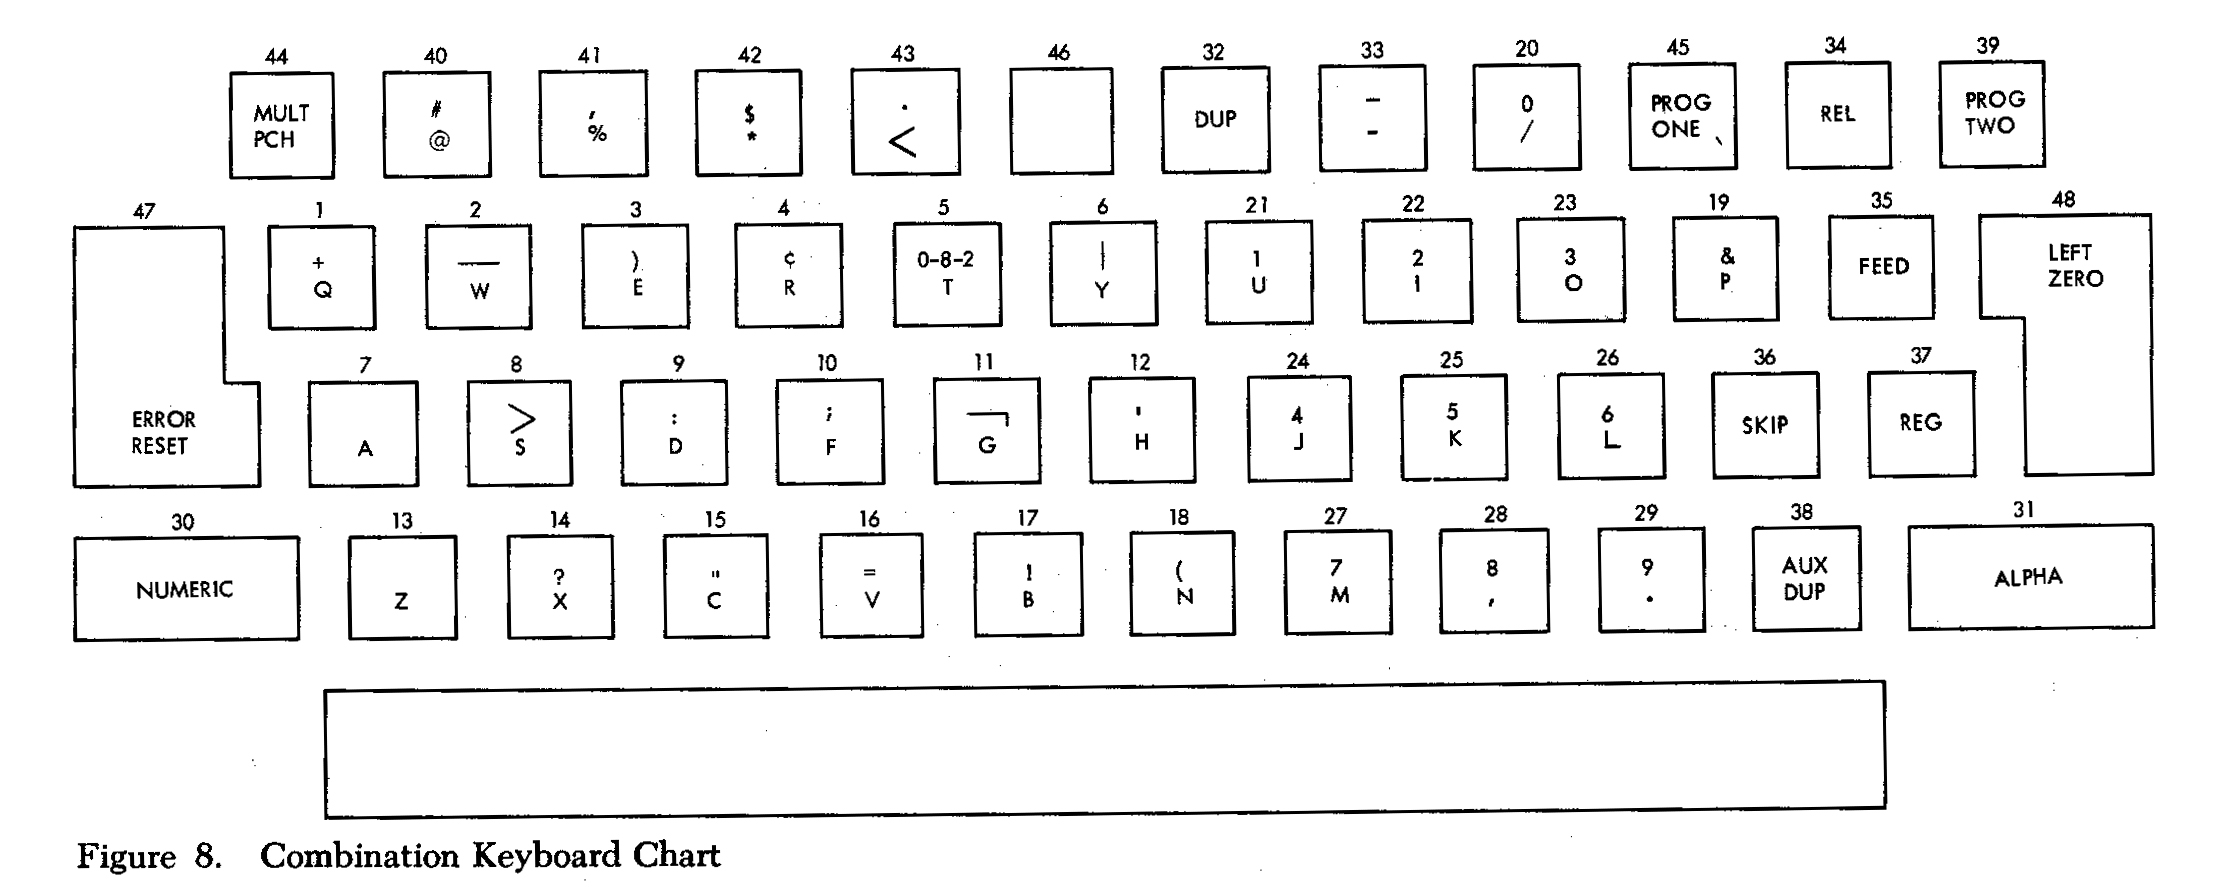 44 40 41 42 43 46 32 33 20 45 34 39
MULT # , $ . DUP – 0 PROG REL PROG
PCH @ % * < - / ONE TWO
47 1 2 3 4 5 6 21 22 23 19 35 48
+ — ) ¢ 0-8-2 | 1 2 3 & FEED LEFT
Q W E R T Y U I O P ZERO
7 8 9 10 11 12 24 25 26 36 37
ERROR > : ; ¬ ' 4 5 6 SKIP REG
RESET A S D F G H J K L
30 13 14 15 16 17 18 27 28 29 38 31
NUMERIC ? " = ! ( 7 8 9 AUX ALPHA
Z X C V B N M , . DUP
Figure 8. Combination Keyboard Chart